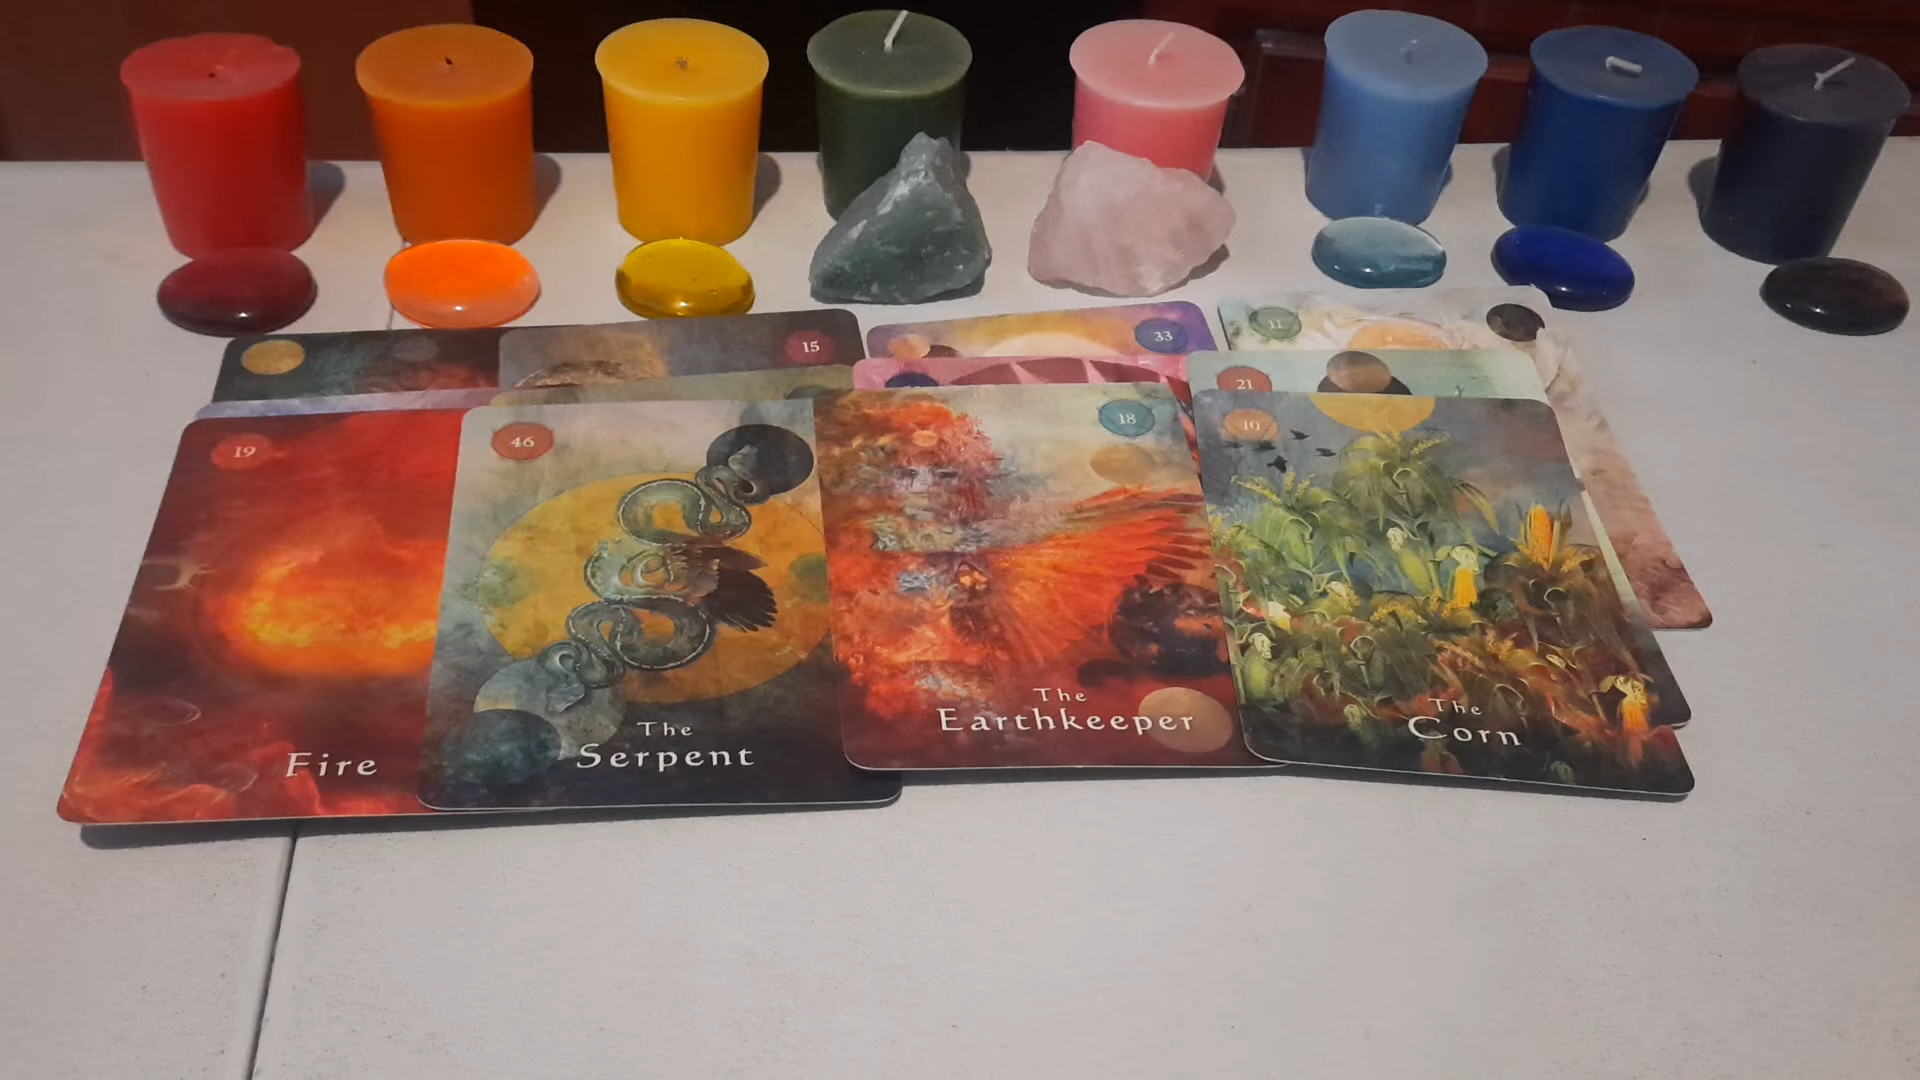 15
33
11
21
19
46
18
10
The
Serpent
Fire
The
Earthkeeper
The
Corn